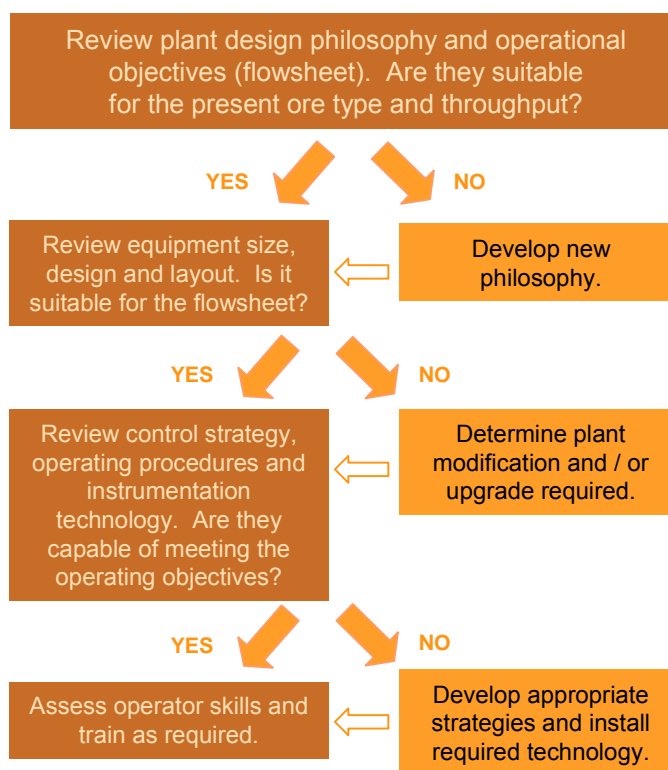 Review plant design philosophy and operational
objectives (flowsheet).  Are they suitable
for the present ore type and throughput?
YES
NO
Review equipment size,
design and layout.  Is it
suitable for the flowsheet?
Develop new
philosophy.
YES
NO
Review control strategy,
operating procedures and
instrumentation
technology.  Are they
capable of meeting the
operating objectives?
Determine plant
modification and / or
upgrade required.
YES
NO
Assess operator skills and
train as required.
Develop appropriate
strategies and install
required technology.